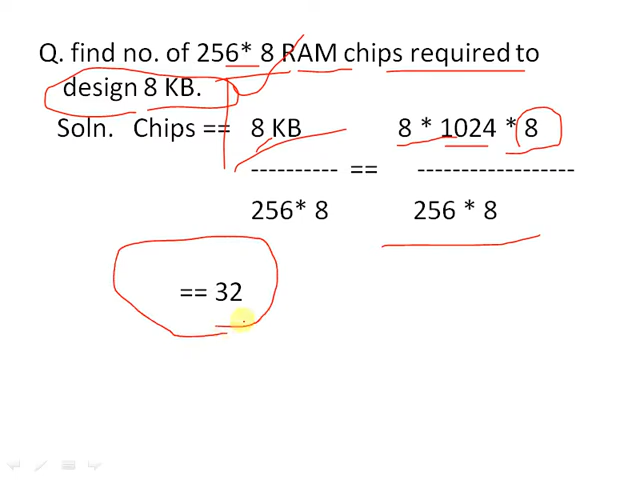 Q. find no. of 256* 8 RAM chips required to
design 8 KB.
Soln. Chips == 8 KB 8 * 1024 * 8
---------- == ------------------
256* 8 256 * 8
== 32